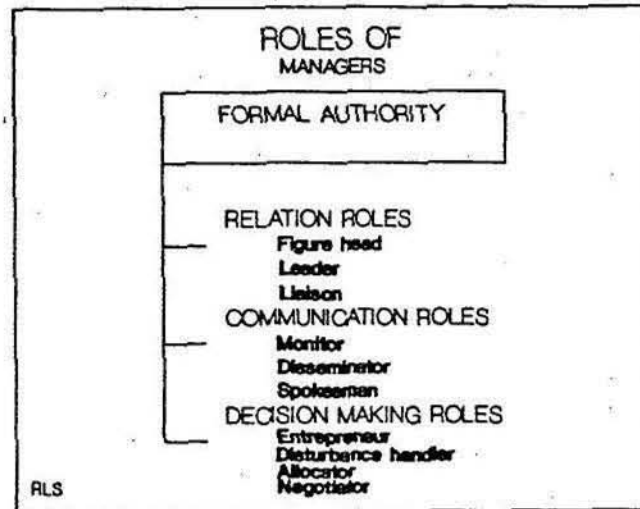 ROLES OF
MANAGERS
FORMAL AUTHORITY
RELATION ROLES
Figure head
Leader
Liaison
COMMUNICATION ROLES
Monitor
Disseminator
Spokesman
DECISION MAKING ROLES
Entrepreneur
Disturbance handler
Allocator
Negotiator
RLS